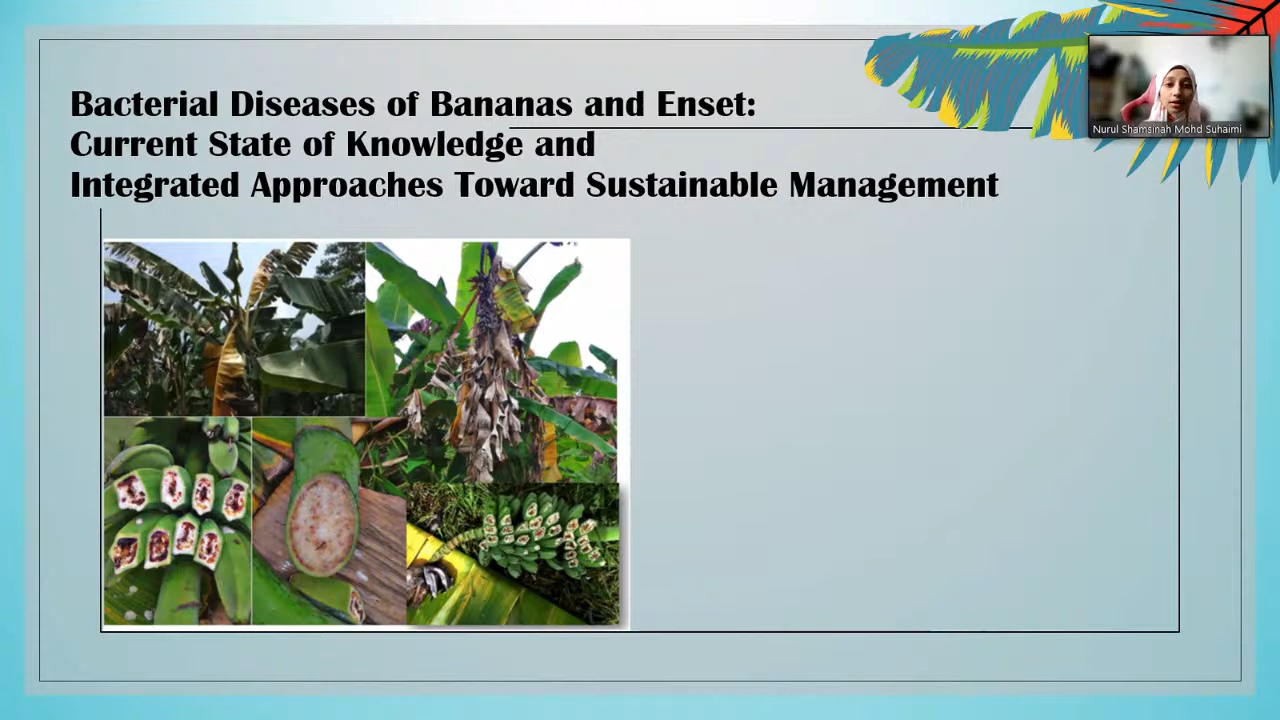 Bacterial Diseases of Bananas and Enset:
Current State of Knowledge and
Integrated Approaches Toward Sustainable Management
Nurul Shamsinah Mohd Suhaimi